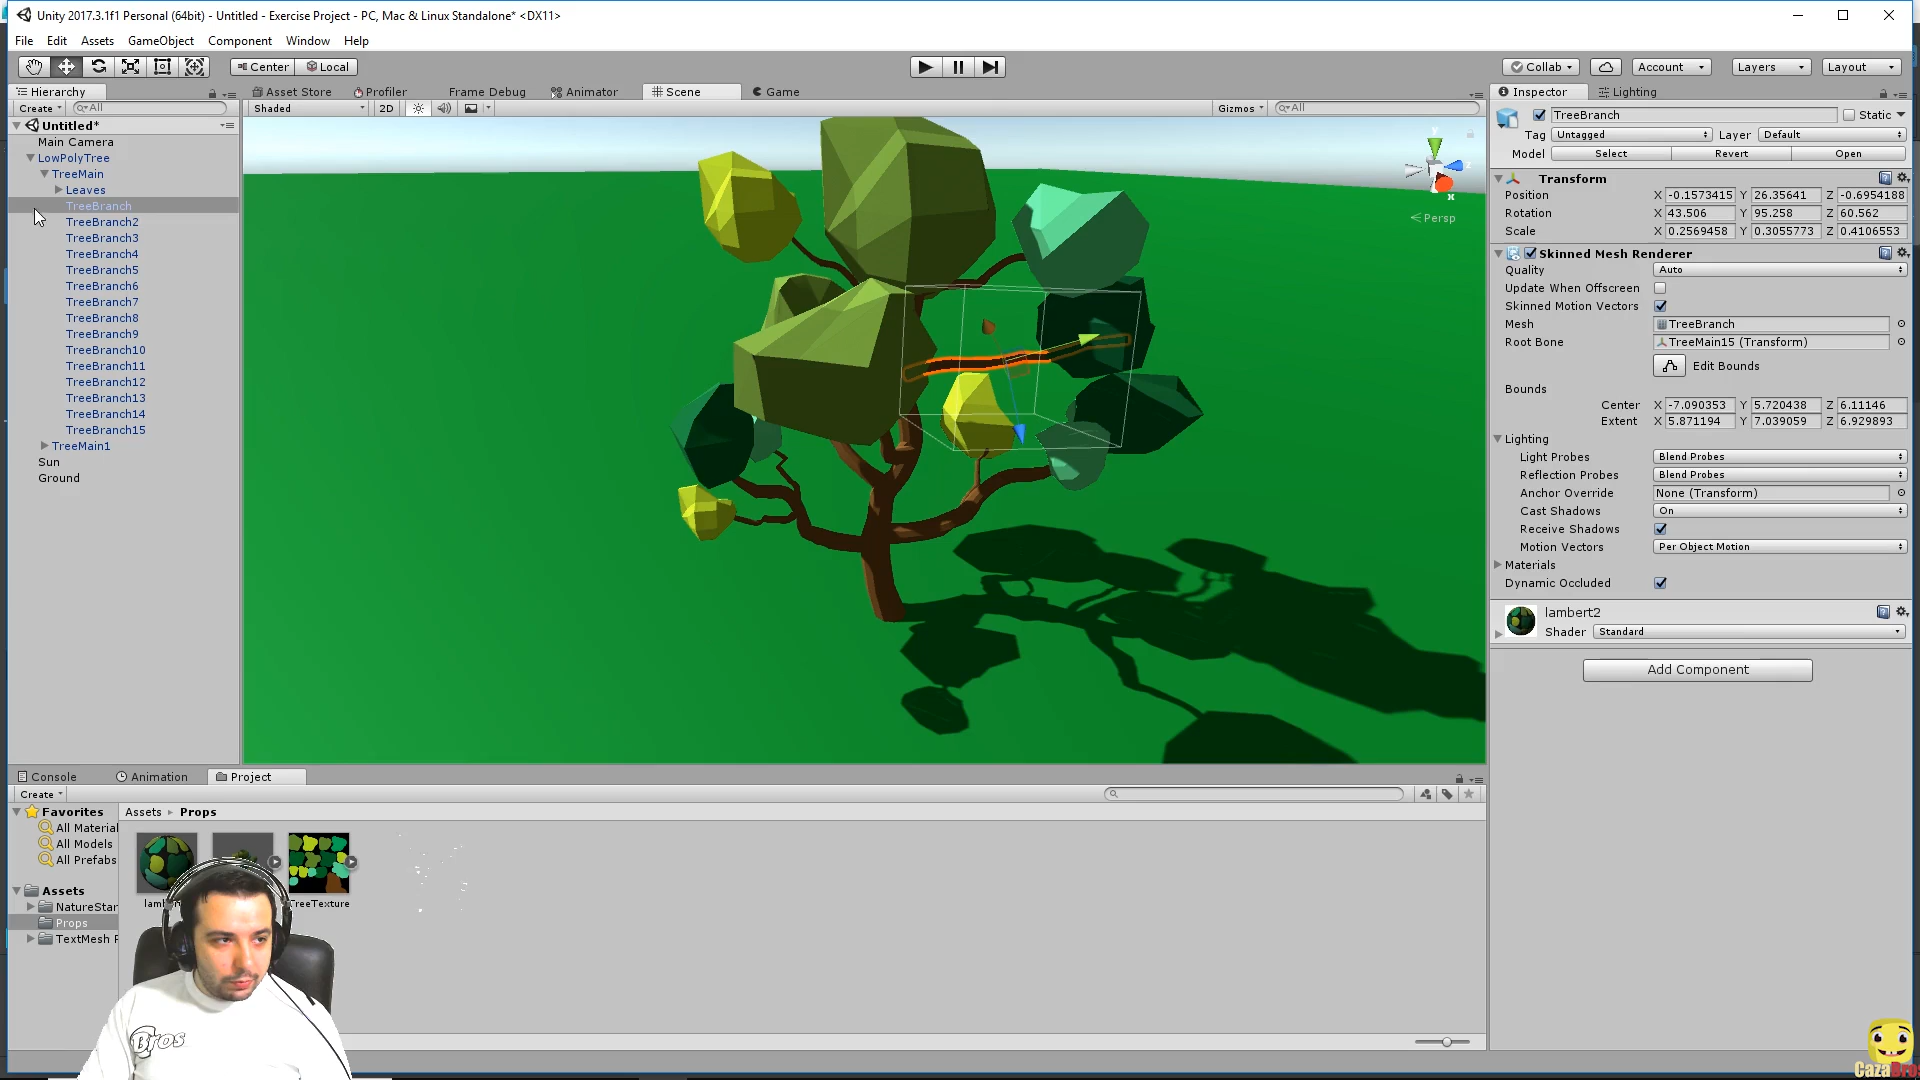 Unity 2017.3.1f1 Personal (64bit) - Untitled - Exercise Project - PC, Mac & Linux Standalone* <DX11>
File Edit Assets GameObject Component Window Help
Center Local Collab Account Layers Layout
Hierarchy Asset Store Profiler Frame Debug Animator Scene Game Inspector Lighting
Create All Shaded 2D Gizmos All
Untitled*
Main Camera
LowPolyTree
TreeMain
Leaves
TreeBranch
TreeBranch2
TreeBranch3
TreeBranch4
TreeBranch5
TreeBranch6
TreeBranch7
TreeBranch8
TreeBranch9
TreeBranch10
TreeBranch11
TreeBranch12
TreeBranch13
TreeBranch14
TreeBranch15
TreeMain1
Sun
Ground
y
x
Persp
TreeBranch Static
Tag Untagged Layer Default
Model Select Revert Open
Transform
Position X -0.1573415 Y 26.35641 Z -0.6954188
Rotation X 43.506 Y 95.258 Z 60.562
Scale X 0.2569458 Y 0.3055773 Z 0.4106553
Skinned Mesh Renderer
Quality Auto
Update When Offscreen
Skinned Motion Vectors
Mesh TreeBranch
Root Bone TreeMain15 (Transform)
Edit Bounds
Bounds
Center X -7.090353 Y 5.720438 Z 6.11146
Extent X 5.871194 Y 7.039059 Z 6.929893
Lighting
Light Probes Blend Probes
Reflection Probes Blend Probes
Anchor Override None (Transform)
Cast Shadows On
Receive Shadows
Motion Vectors Per Object Motion
Materials
Dynamic Occluded
lambert2
Shader Standard
Add Component
Console Animation Project
Create
Favorites
All Material
All Models
All Prefabs
Assets
NatureStar
Props
TextMesh P
Assets Props
lamb
TreeTexture
Bros
CazaBros